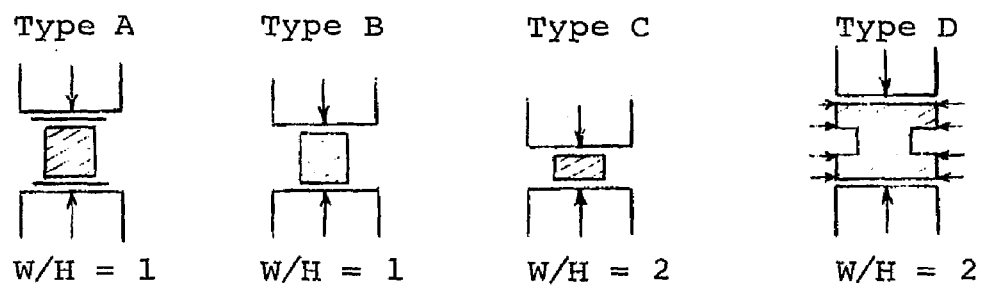 Type A Type B Type C Type D
W/H = 1 W/H = 1 W/H = 2 W/H = 2